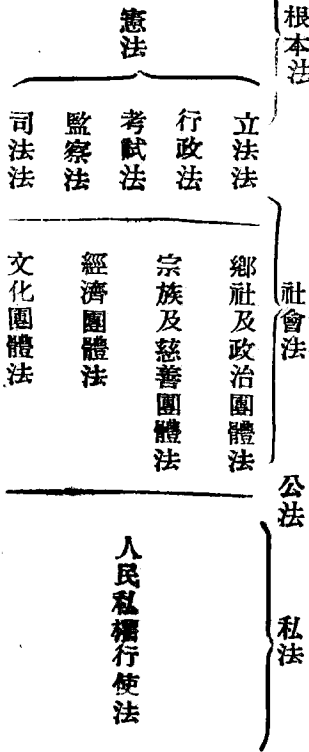 根本法
社會法
公法
私法
憲法
立法法
行政法
考試法
監察法
司法法
鄉社及政治團體法
宗族及慈善團體法
經濟團體法
文化團體法
人民私權行使法